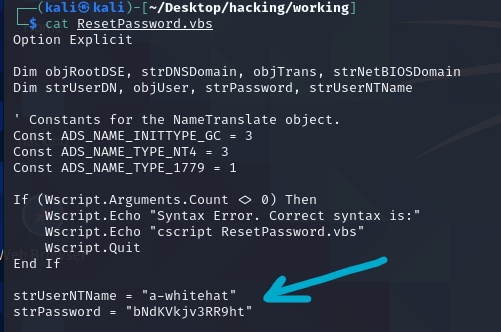 ┌──(kali㉿kali)-[~/Desktop/hacking/working]
└─$ cat ResetPassword.vbs
Option Explicit

Dim objRootDSE, strDNSDomain, objTrans, strNetBIOSDomain
Dim strUserDN, objUser, strPassword, strUserNTName

' Constants for the NameTranslate object.
Const ADS_NAME_INITTYPE_GC = 3
Const ADS_NAME_TYPE_NT4 = 3
Const ADS_NAME_TYPE_1779 = 1

If (Wscript.Arguments.Count <> 0) Then
    Wscript.Echo "Syntax Error. Correct syntax is:"
    Wscript.Echo "cscript ResetPassword.vbs"
    Wscript.Quit
End If

strUserNTName = "a-whitehat"
strPassword = "bNdKVkjv3RR9ht"